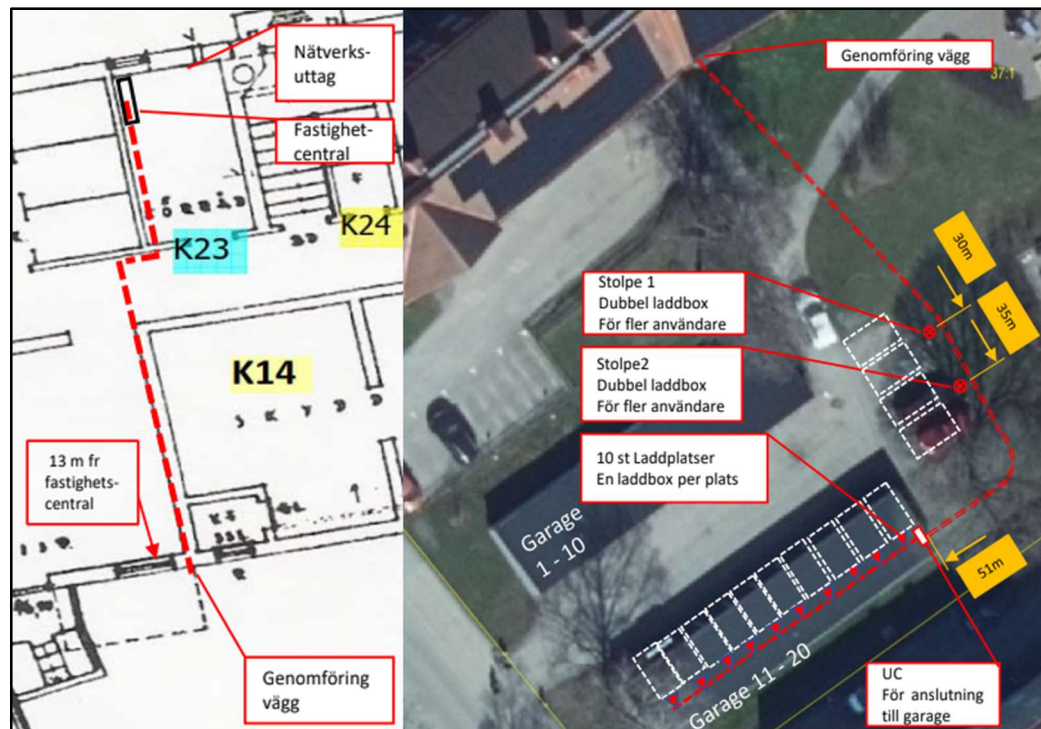 Nätverks-
uttag
Fastighet-
central
K23
K24
K14
13 m fr
fastighets-
central
Genomföring
vägg
Genomföring vägg
37:1
30m
35m
Stolpe 1
Dubbel laddbox
För fler användare
Stolpe2
Dubbel laddbox
För fler användare
10 st Laddplatser
En laddbox per plats
Garage
1 - 10
51m
Garage 11 - 20
UC
För anslutning
till garage